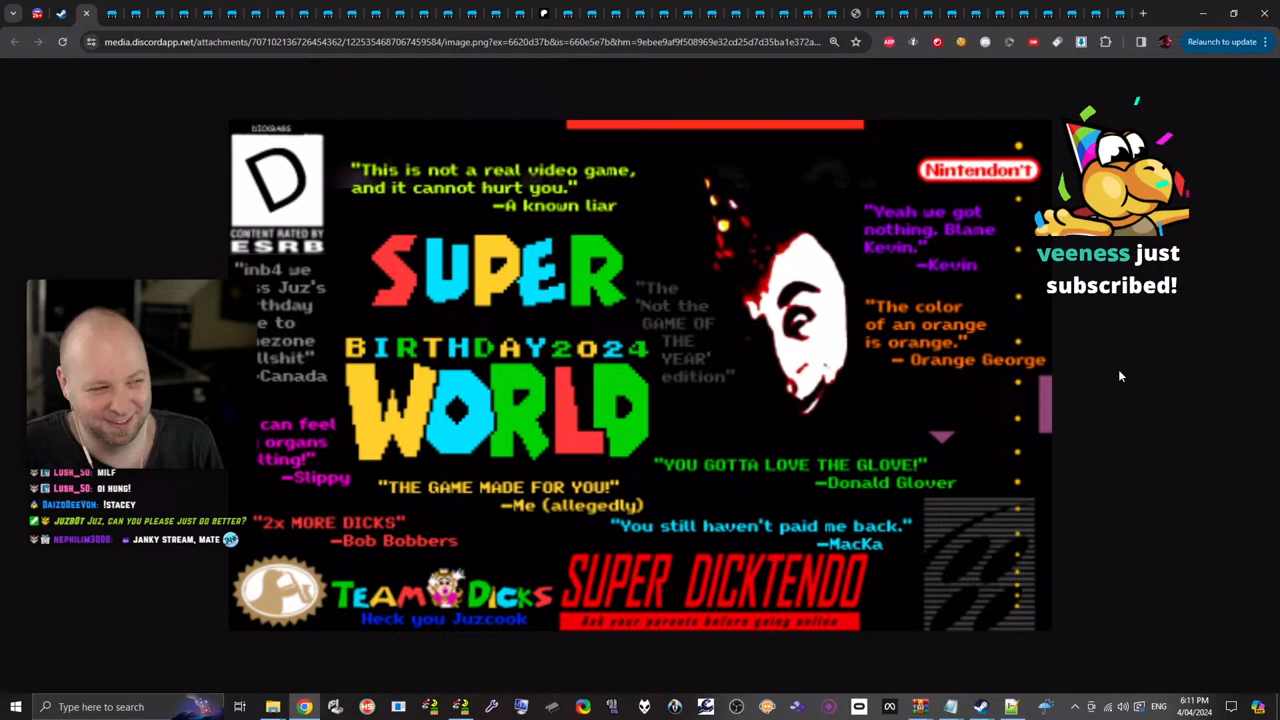 media.discordapp.net/attachments/707102136726454362/1225354687067459584/image.png?ex=6620d37b&is=660e5e7b&hm=9ebee9af9f508969e32cd25d7d35ba1e372a...
Relaunch to update
D
CONTENT RATED BY
ESRB
"This is not a real video game,
and it cannot hurt you."
—A known liar
Nintendon't
"Yeah we got
nothing. Blame
Kevin."
—Kevin
veeness just
subscribed!
SUPER
BIRTHDAY2024
WORLD
"inb4 we
ss Juz's
rthday
e to
nezone
llshit"
Canada
"The
'Not the
GAME OF
THE
YEAR'
edition"
"The color
of an orange
is orange."
— Orange George
can feel
organs
lting!"
—Slippy
"THE GAME MADE FOR YOU!"
—Me (allegedly)
"YOU GOTTA LOVE THE GLOVE!"
—Donald Glover
"2x MORE DICKS"
—Bob Bobbers
"You still haven't paid me back."
—MacKa
TEAM DICKS
Heck you Juzcook
SUPER DICKTENDO
Ask your parents before going online
LUSH_50: MILF
LUSH_50: OI HUNG!
DAIZODEEVON: !STACEY
JUZBOY JUZ, CAN YOU PLEASE JUST DO BETTER?
NEPHILIM3000: JANKY STREAM, MATE
Type here to search
ENG
6:11 PM
4/04/2024